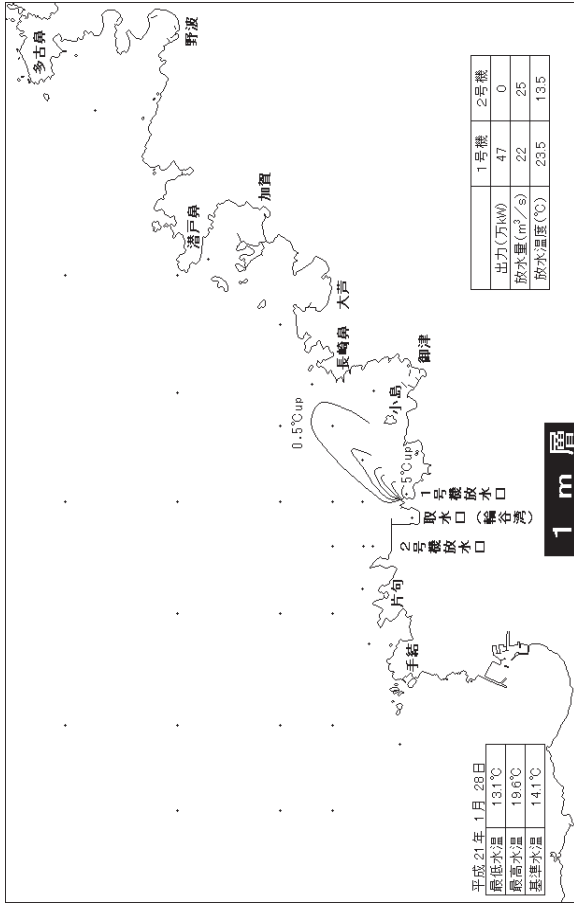 多古鼻
野波
潜戸鼻
加賀
大芦
長崎鼻
御津
小島
0.5℃up
5℃up
1号機放水口
取水口(輪谷湾)
2号機放水口
片句
手結
1号機 2号機
出力(万kW) 47 0
放水量(m³/s) 22 25
放水温度(℃) 23.5 13.5
平成21年 1月 28日
最低水温 13.1℃
最高水温 19.6℃
基準水温 14.1℃
1 m 層